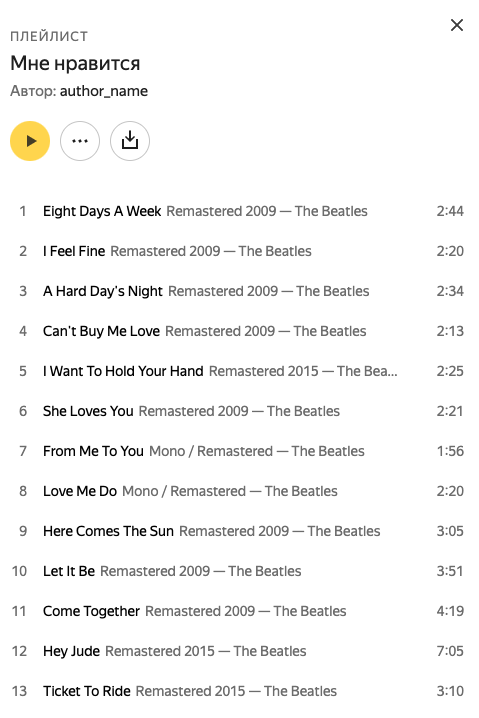 ПЛЕЙЛИСТ
Мне нравится
Автор: author_name
1 Eight Days A Week Remastered 2009 — The Beatles 2:44
2 I Feel Fine Remastered 2009 — The Beatles 2:20
3 A Hard Day's Night Remastered 2009 — The Beatles 2:34
4 Can't Buy Me Love Remastered 2009 — The Beatles 2:13
5 I Want To Hold Your Hand Remastered 2015 — The Bea... 2:25
6 She Loves You Remastered 2009 — The Beatles 2:21
7 From Me To You Mono / Remastered — The Beatles 1:56
8 Love Me Do Mono / Remastered — The Beatles 2:20
9 Here Comes The Sun Remastered 2009 — The Beatles 3:05
10 Let It Be Remastered 2009 — The Beatles 3:51
11 Come Together Remastered 2009 — The Beatles 4:19
12 Hey Jude Remastered 2015 — The Beatles 7:05
13 Ticket To Ride Remastered 2015 — The Beatles 3:10